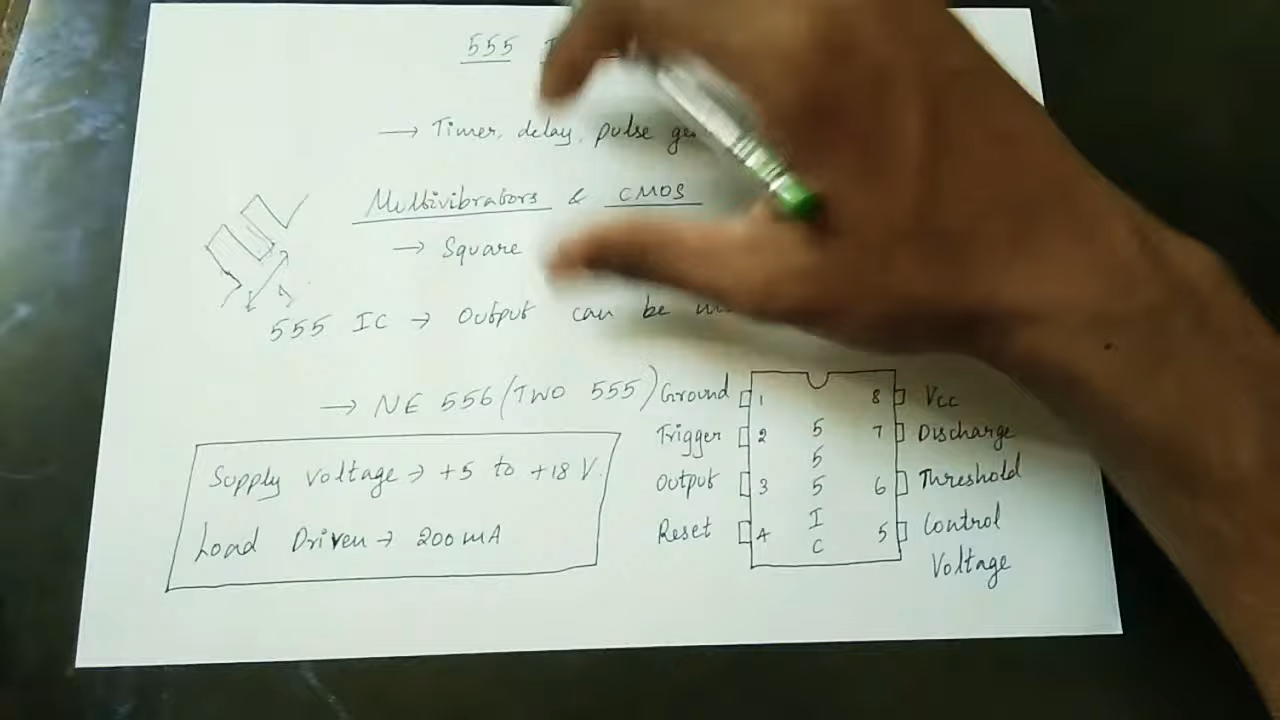 555
→ Timer, delay, pulse
Multivibrators & CMOS
→ Square
555 IC → Output can be
→ NE 556 (TWO 555)
Supply voltage → +5 to +18 V.
Load Driven → 200 mA
Ground 1 8 Vcc
Trigger 2 5 7 Discharge
5
Output 3 5 6 Threshold
Reset 4 I 5 Control
C Voltage